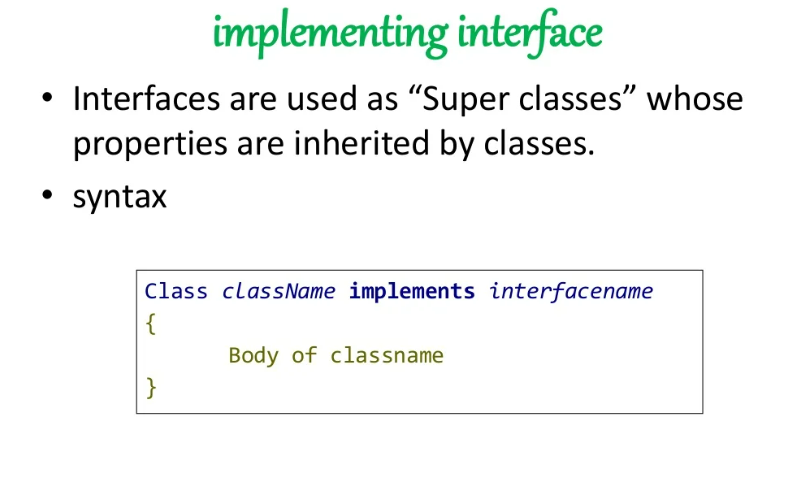 implementing interface
• Interfaces are used as “Super classes” whose
properties are inherited by classes.
• syntax
Class className implements interfacename
{
Body of classname
}